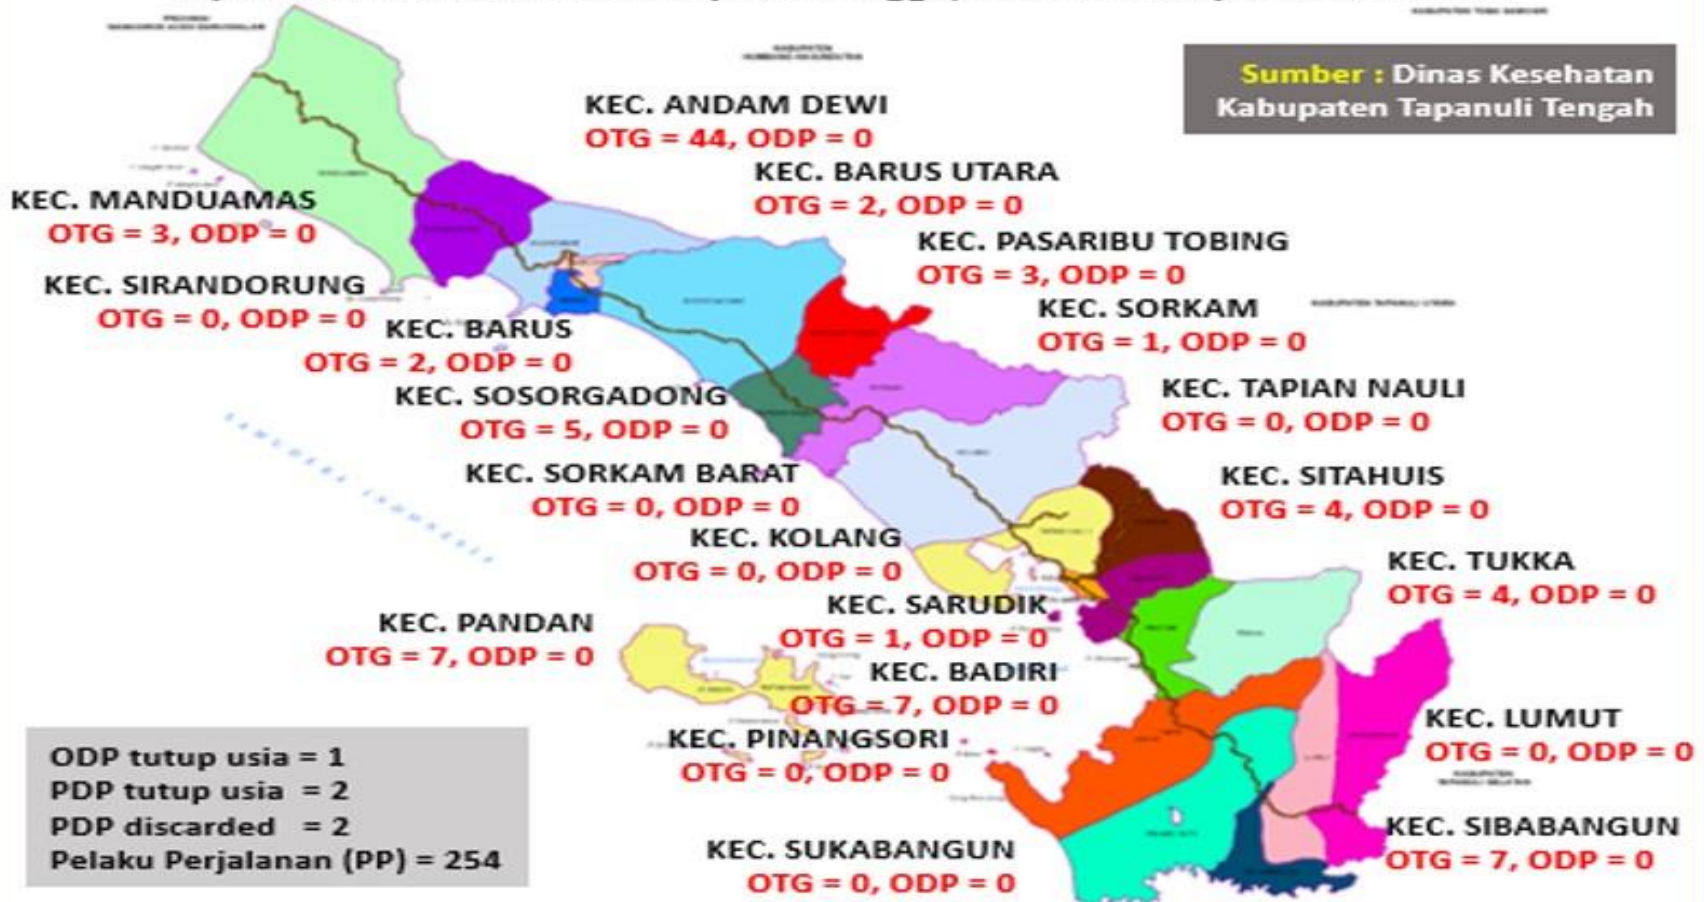 Sumber : Dinas Kesehatan
Kabupaten Tapanuli Tengah
KEC. ANDAM DEWI
OTG = 44, ODP = 0
KEC. BARUS UTARA
OTG = 2, ODP = 0
KEC. MANDUAMAS
OTG = 3, ODP = 0
KEC. PASARIBU TOBING
OTG = 3, ODP = 0
KEC. SIRANDORUNG
OTG = 0, ODP = 0
KEC. SORKAM
OTG = 1, ODP = 0
KEC. BARUS
OTG = 2, ODP = 0
KEC. SOSORGADONG
OTG = 5, ODP = 0
KEC. TAPIAN NAULI
OTG = 0, ODP = 0
KEC. SORKAM BARAT
OTG = 0, ODP = 0
KEC. SITAHUIS
OTG = 4, ODP = 0
KEC. KOLANG
OTG = 0, ODP = 0
KEC. TUKKA
OTG = 4, ODP = 0
KEC. SARUDIK
OTG = 1, ODP = 0
KEC. PANDAN
OTG = 7, ODP = 0
KEC. BADIRI
OTG = 7, ODP = 0
KEC. PINANGSORI
OTG = 0, ODP = 0
KEC. LUMUT
OTG = 0, ODP = 0
KEC. SIBABANGUN
OTG = 7, ODP = 0
KEC. SUKABANGUN
OTG = 0, ODP = 0
ODP tutup usia = 1
PDP tutup usia = 2
PDP discarded = 2
Pelaku Perjalanan (PP) = 254